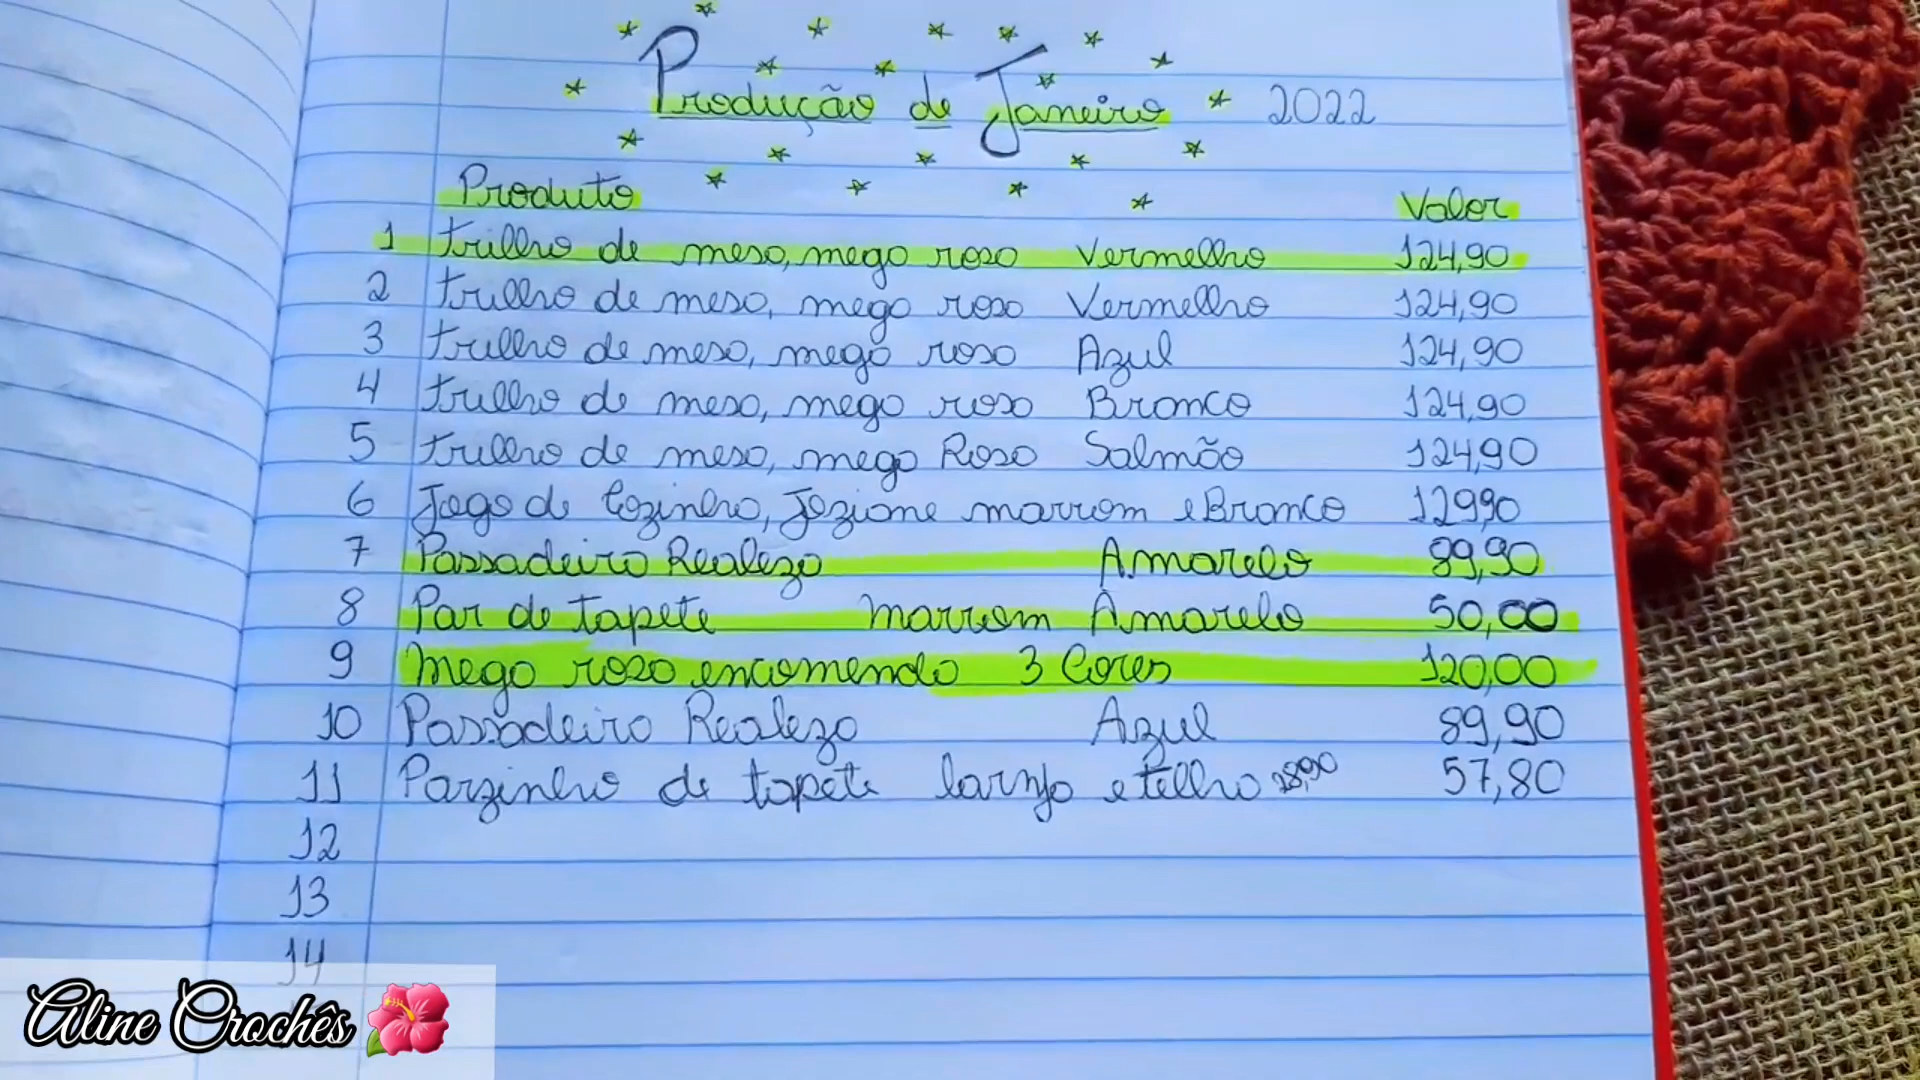 Produção de Janeiro 2022
Produto Valor
1 trilho de mesa, mega rosa Vermelho 124,90
2 trilho de mesa, mega rosa Vermelho 124,90
3 trilho de mesa, mega rosa Azul 124,90
4 trilho de mesa, mega rosa Branco 124,90
5 trilho de mesa, mega Rosa Salmão 124,90
6 Jogo de Cozinha, Joziane marrom e Branco 129,90
7 Passadeira Realeza Amarelo 89,90
8 Par de tapete marrom Amarelo 50,00
9 Mega rosa encomenda 3 Cores 120,00
10 Passadeira Realeza Azul 89,90
11 Parzinho de tapete laranja e telha 28,90 57,80
12
13
14
Aline Crochês